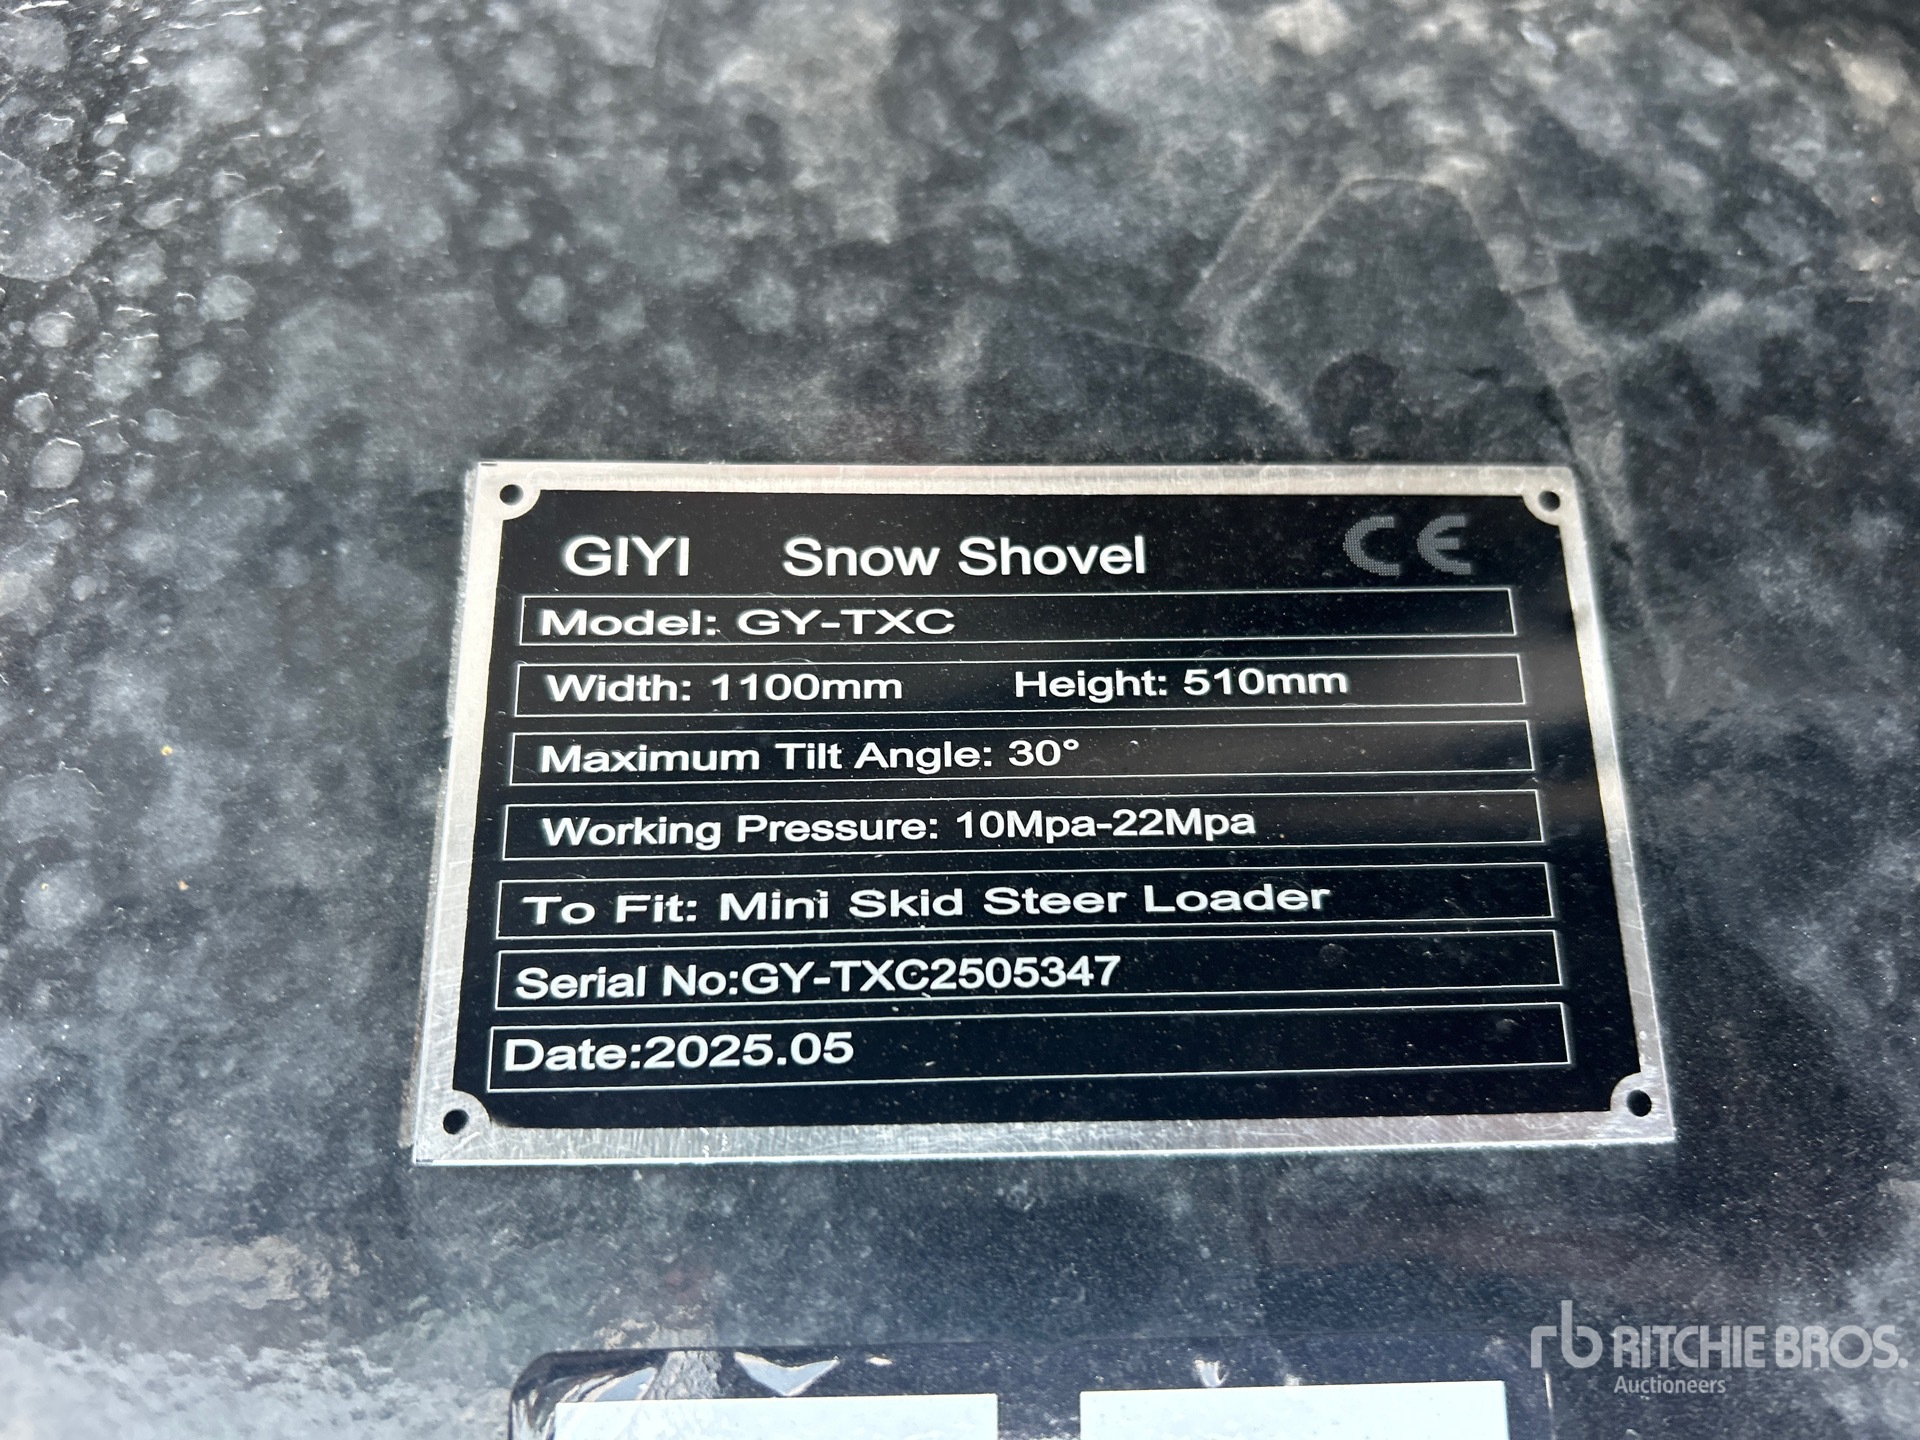 GIYI Snow Shovel CE
Model: GY-TXC
Width: 1100mm Height: 510mm
Maximum Tilt Angle: 30°
Working Pressure: 10Mpa-22Mpa
To Fit: Mini Skid Steer Loader
Serial No:GY-TXC2505347
Date:2025.05
rb RITCHIE BROS.
Auctioneers